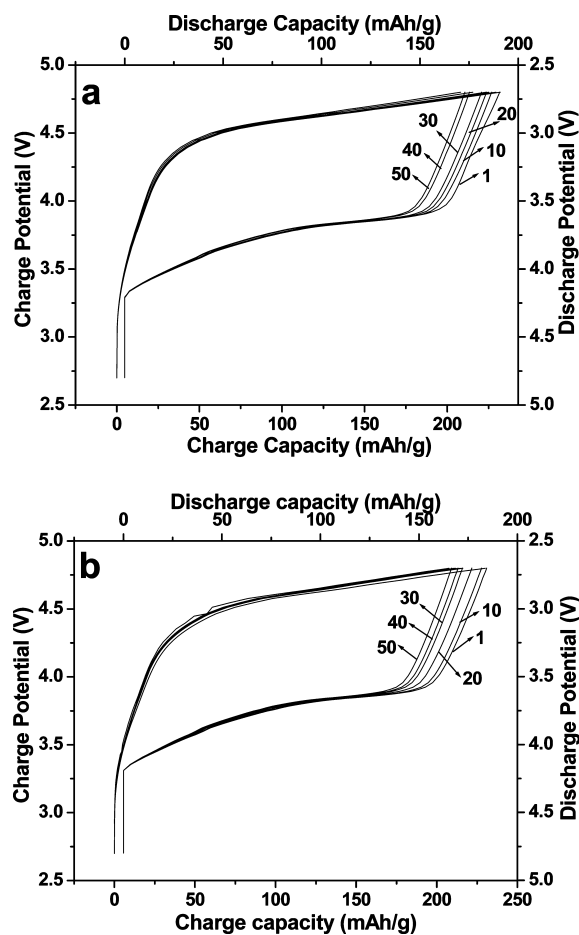 Discharge Capacity (mAh/g)
0 50 100 150 200
a
5.0 4.5 4.0 3.5 3.0 2.5
Charge Potential (V)
2.5 3.0 3.5 4.0 4.5 5.0
Discharge Potential (V)
30 20
40 10
50 1
0 50 100 150 200
Charge Capacity (mAh/g)
Discharge capacity (mAh/g)
0 50 100 150 200
b
5.0 4.5 4.0 3.5 3.0 2.5
Charge Potential (V)
2.5 3.0 3.5 4.0 4.5 5.0
Discharge Potential (V)
30 10
40 1
50 20
0 50 100 150 200 250
Charge capacity (mAh/g)